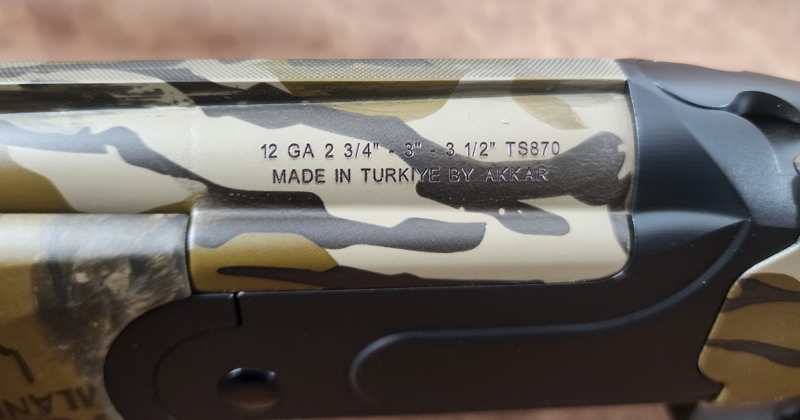 12 GA 2 3/4" - 3" - 3 1/2" TS870
MADE IN TURKIYE BY AKKAR